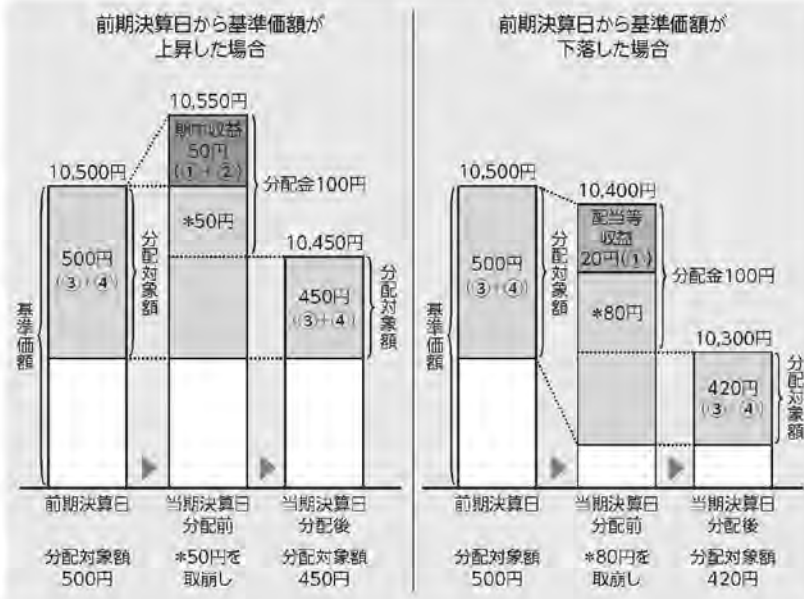 前期決算日から基準価額が
上昇した場合
10,550円
期中収益
50円
(①+②)
10,500円
分配金100円
*50円
10,450円
500円
(③+④)
分配対象額
450円
(③+④)
分配対象額
基準価額
前期決算日
当期決算日
分配前
当期決算日
分配後
分配対象額
500円
*50円を
取崩し
分配対象額
450円
前期決算日から基準価額が
下落した場合
10,500円
10,400円
配当等
収益
20円(①)
分配金100円
500円
(③+④)
分配対象額
*80円
10,300円
420円
(③+④)
分配対象額
基準価額
前期決算日
当期決算日
分配前
当期決算日
分配後
分配対象額
500円
*80円を
取崩し
分配対象額
420円